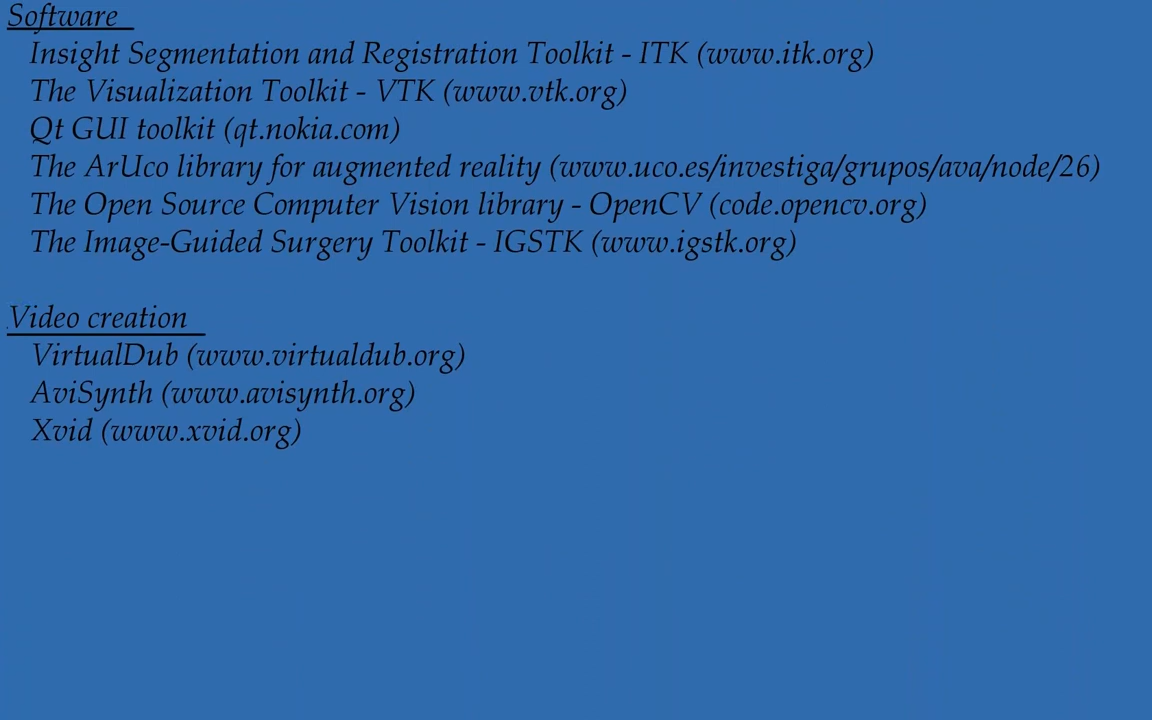 Software
Insight Segmentation and Registration Toolkit - ITK (www.itk.org)
The Visualization Toolkit - VTK (www.vtk.org)
Qt GUI toolkit (qt.nokia.com)
The ArUco library for augmented reality (www.uco.es/investiga/grupos/ava/node/26)
The Open Source Computer Vision library - OpenCV (code.opencv.org)
The Image-Guided Surgery Toolkit - IGSTK (www.igstk.org)
Video creation
VirtualDub (www.virtualdub.org)
AviSynth (www.avisynth.org)
Xvid (www.xvid.org)